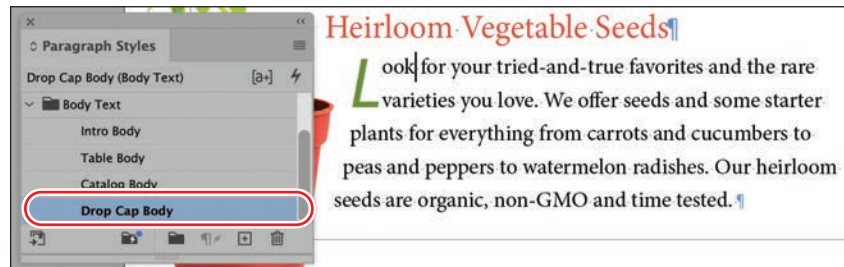 Paragraph Styles
Drop Cap Body (Body Text) [a+]
Body Text
Intro Body
Table Body
Catalog Body
Drop Cap Body
Heirloom Vegetable Seeds¶
Look for your tried-and-true favorites and the rare
varieties you love. We offer seeds and some starter
plants for everything from carrots and cucumbers to
peas and peppers to watermelon radishes. Our heirloom
seeds are organic, non-GMO and time tested.¶